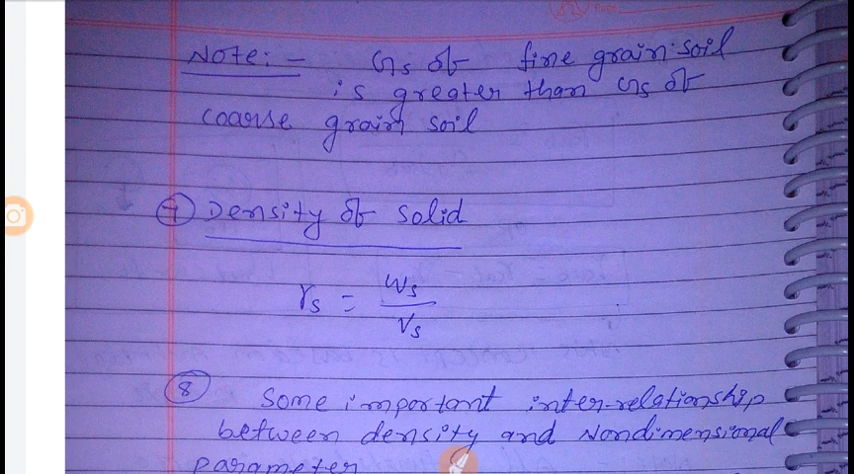 Note: - Gs of fine grain soil
is greater than Gs of
coarse grain soil
7 Density of solid
γs = Ws / Vs
8 Some important inter-relationship
between density and Nondimensional
parameter